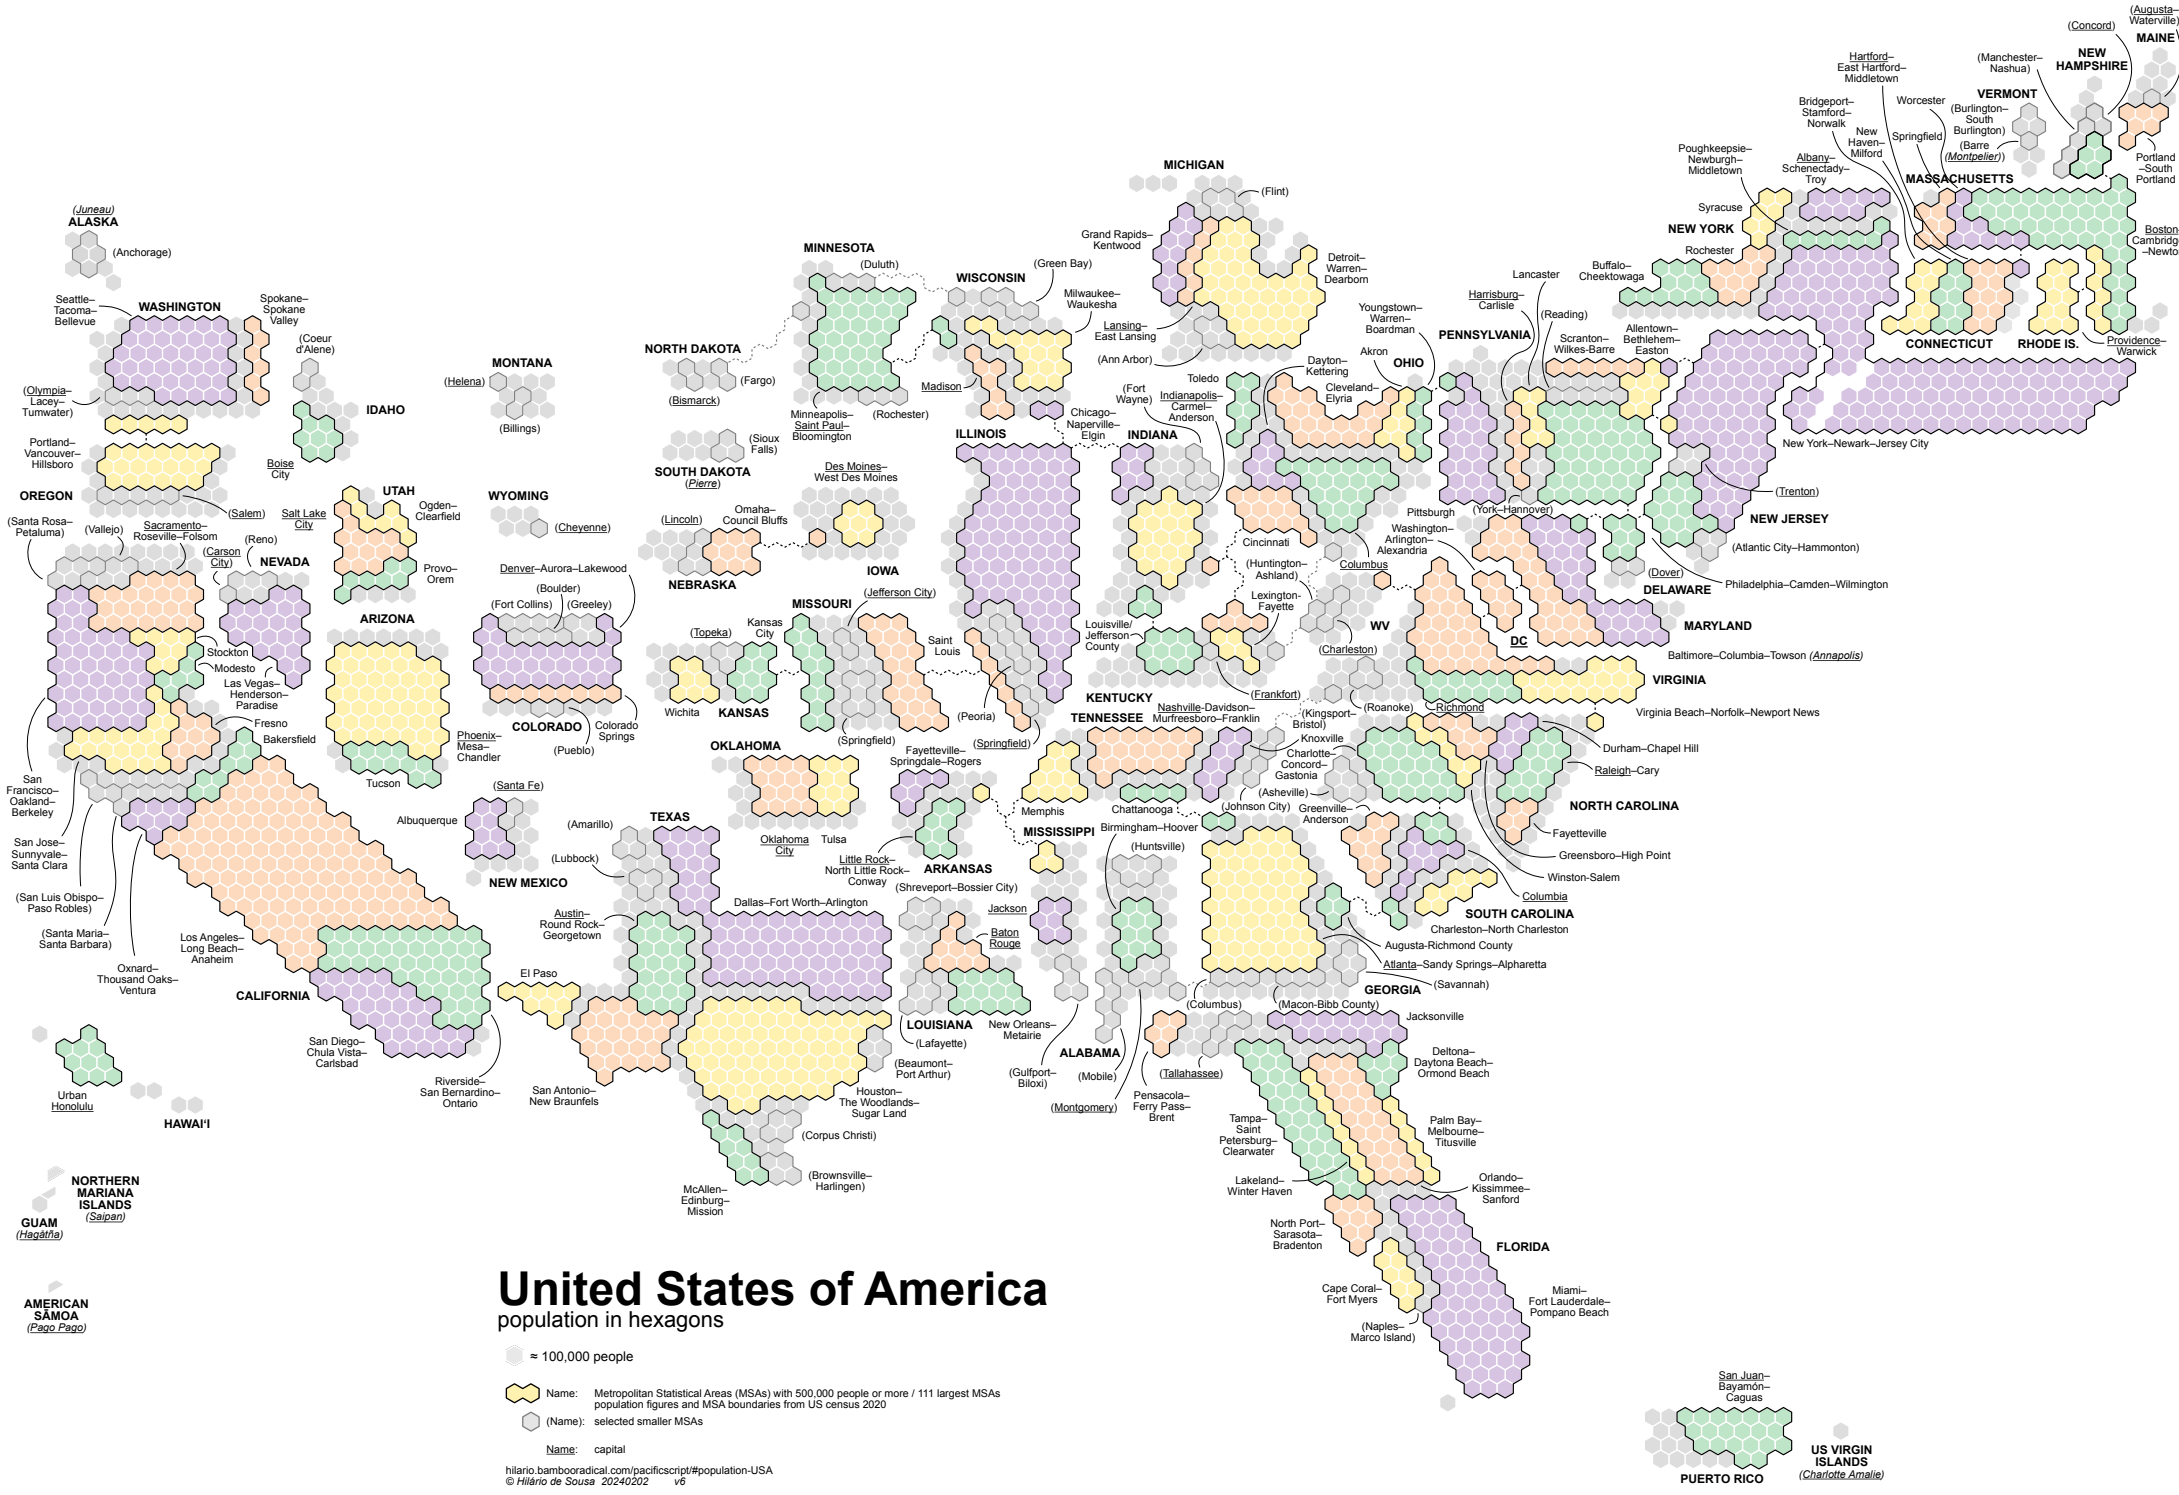 (Juneau)
ALASKA
(Anchorage)
Seattle–
Tacoma–
Bellevue
WASHINGTON
Spokane–
Spokane
Valley
(Olympia–
Lacey–
Tumwater)
(Coeur
d'Alene)
IDAHO
Boise
City
Portland–
Vancouver–
Hillsboro
OREGON
(Salem)
MONTANA
(Helena)
(Billings)
WYOMING
(Cheyenne)
UTAH
Ogden–
Clearfield
Salt Lake
City
Provo–
Orem
(Santa Rosa–
Petaluma)
(Vallejo)
Sacramento–
Roseville–Folsom
(Carson
City)
(Reno)
NEVADA
Las Vegas–
Henderson–
Paradise
Stockton
Modesto
Fresno
Bakersfield
San
Francisco–
Oakland–
Berkeley
San Jose–
Sunnyvale–
Santa Clara
(San Luis Obispo–
Paso Robles)
(Santa Maria–
Santa Barbara)
Oxnard–
Thousand Oaks–
Ventura
Los Angeles–
Long Beach–
Anaheim
CALIFORNIA
San Diego–
Chula Vista–
Carlsbad
Riverside–
San Bernardino–
Ontario
ARIZONA
Phoenix–
Mesa–
Chandler
Tucson
Denver–Aurora–Lakewood
(Boulder)
(Fort Collins)
(Greeley)
COLORADO
Colorado
Springs
(Pueblo)
(Santa Fe)
Albuquerque
NEW MEXICO
NORTH DAKOTA
(Fargo)
(Bismarck)
(Sioux
Falls)
SOUTH DAKOTA
(Pierre)
(Lincoln)
Omaha–
Council Bluffs
NEBRASKA
Des Moines–
West Des Moines
IOWA
MINNESOTA
(Duluth)
Minneapolis–
Saint Paul–
Bloomington
(Rochester)
WISCONSIN
(Green Bay)
Milwaukee–
Waukesha
Madison
Chicago–
Naperville–
Elgin
ILLINOIS
(Peoria)
(Springfield)
(Topeka)
Kansas
City
Wichita
KANSAS
MISSOURI
(Jefferson City)
Saint
Louis
(Springfield)
OKLAHOMA
Oklahoma
City
Tulsa
Fayetteville–
Springdale–Rogers
Little Rock–
North Little Rock–
Conway
ARKANSAS
TEXAS
(Amarillo)
(Lubbock)
Austin–
Round Rock–
Georgetown
Dallas–Fort Worth–Arlington
El Paso
San Antonio–
New Braunfels
Houston–
The Woodlands–
Sugar Land
(Beaumont–
Port Arthur)
(Corpus Christi)
(Brownsville–
Harlingen)
McAllen–
Edinburg–
Mission
(Shreveport–Bossier City)
Baton
Rouge
New Orleans–
Metairie
LOUISIANA
(Lafayette)
MICHIGAN
(Flint)
Grand Rapids–
Kentwood
Detroit–
Warren–
Dearborn
Lansing–
East Lansing
(Ann Arbor)
INDIANA
(Fort
Wayne)
Indianapolis–
Carmel–
Anderson
Toledo
Dayton–
Kettering
Cleveland–
Elyria
Akron
OHIO
Youngstown–
Warren–
Boardman
Cincinnati
Columbus
(Huntington–
Ashland)
Lexington–
Fayette
Louisville/
Jefferson
County
(Frankfort)
KENTUCKY
WV
(Charleston)
TENNESSEE
Nashville-Davidson–
Murfreesboro–Franklin
(Kingsport–
Bristol)
Knoxville
Memphis
Chattanooga
(Johnson City)
MISSISSIPPI
Jackson
(Gulfport–
Biloxi)
Birmingham–Hoover
(Huntsville)
ALABAMA
(Mobile)
(Montgomery)
Atlanta–Sandy Springs–Alpharetta
Augusta-Richmond County
(Savannah)
GEORGIA
(Columbus)
(Macon-Bibb County)
PENNSYLVANIA
Lancaster
Harrisburg–
Carlisle
(Reading)
Scranton–
Wilkes-Barre
Allentown–
Bethlehem–
Easton
Pittsburgh
(York–Hannover)
Washington–
Arlington–
Alexandria
DC
MARYLAND
Baltimore–Columbia–Towson (Annapolis)
DELAWARE
(Dover)
Philadelphia–Camden–Wilmington
NEW JERSEY
(Trenton)
(Atlantic City–Hammonton)
VIRGINIA
(Roanoke)
Richmond
Virginia Beach–Norfolk–Newport News
Charlotte–
Concord–
Gastonia
(Asheville)
Durham–Chapel Hill
Raleigh–Cary
NORTH CAROLINA
Fayetteville
Greensboro–High Point
Winston-Salem
Greenville–
Anderson
Columbia
SOUTH CAROLINA
Charleston–North Charleston
NEW YORK
Syracuse
Rochester
Buffalo–
Cheektowaga
Poughkeepsie–
Newburgh–
Middletown
Albany–
Schenectady–
Troy
New York–Newark–Jersey City
CONNECTICUT
Bridgeport–
Stamford–
Norwalk
New
Haven–
Milford
Hartford–
East Hartford–
Middletown
MASSACHUSETTS
Springfield
Worcester
Boston–
Cambridg
–Newto
RHODE IS.
Providence–
Warwick
VERMONT
(Burlington–
South
Burlington)
(Barre
(Montpelier))
NEW
HAMPSHIRE
(Manchester–
Nashua)
(Concord)
MAINE
(Augusta–
Waterville)
Portland
–South
Portland
FLORIDA
Jacksonville
Deltona–
Daytona Beach–
Ormond Beach
Palm Bay–
Melbourne–
Titusville
Orlando–
Kissimmee–
Sanford
Pensacola–
Ferry Pass–
Brent
(Tallahassee)
Tampa–
Saint
Petersburg–
Clearwater
Lakeland–
Winter Haven
North Port–
Sarasota–
Bradenton
Cape Coral–
Fort Myers
(Naples–
Marco Island)
Miami–
Fort Lauderdale–
Pompano Beach
Urban
Honolulu
HAWAI‘I
NORTHERN
MARIANA
ISLANDS
(Saipan)
GUAM
(Hagåtña)
AMERICAN
SĀMOA
(Pago Pago)
San Juan–
Bayamón–
Caguas
PUERTO RICO
US VIRGIN
ISLANDS
(Charlotte Amalie)
United States of America
population in hexagons
≈ 100,000 people
Name: Metropolitan Statistical Areas (MSAs) with 500,000 people or more / 111 largest MSAs
population figures and MSA boundaries from US census 2020
(Name): selected smaller MSAs
Name: capital
hilario.bambooradical.com/pacificscript/#population-USA
© Hilário de Sousa 20240202 v6